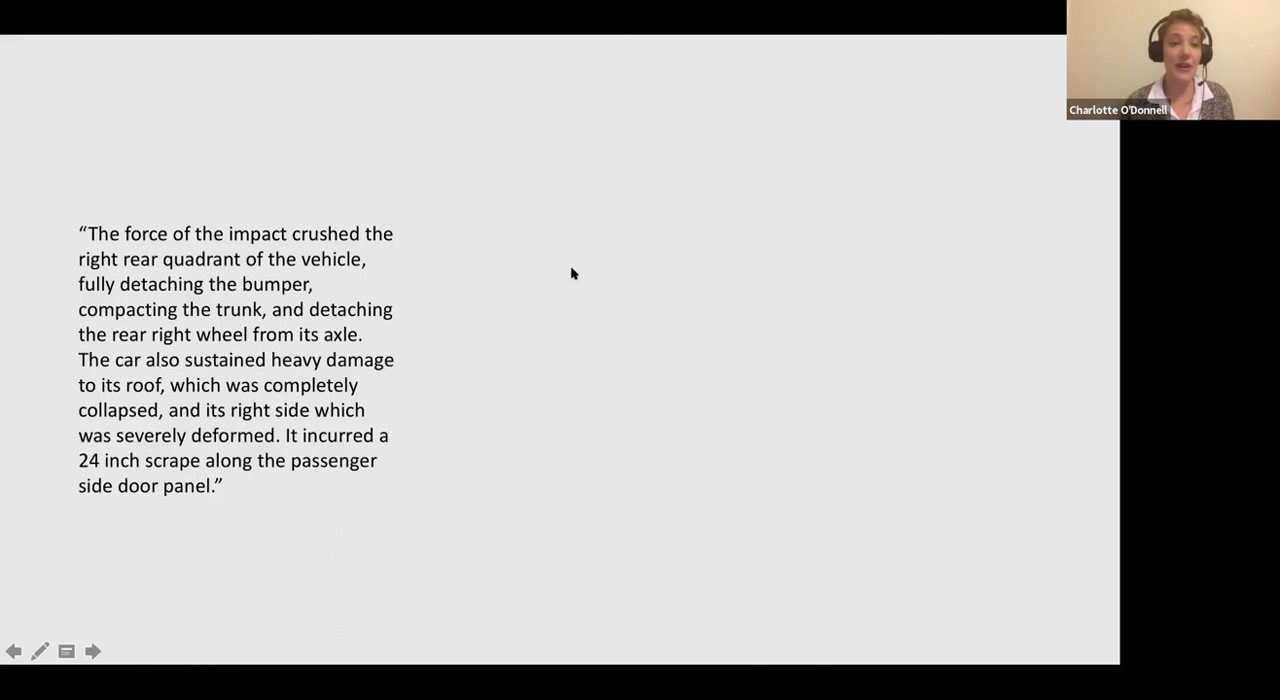 Charlotte O'Donnell
“The force of the impact crushed the
right rear quadrant of the vehicle,
fully detaching the bumper,
compacting the trunk, and detaching
the rear right wheel from its axle.
The car also sustained heavy damage
to its roof, which was completely
collapsed, and its right side which
was severely deformed. It incurred a
24 inch scrape along the passenger
side door panel.”